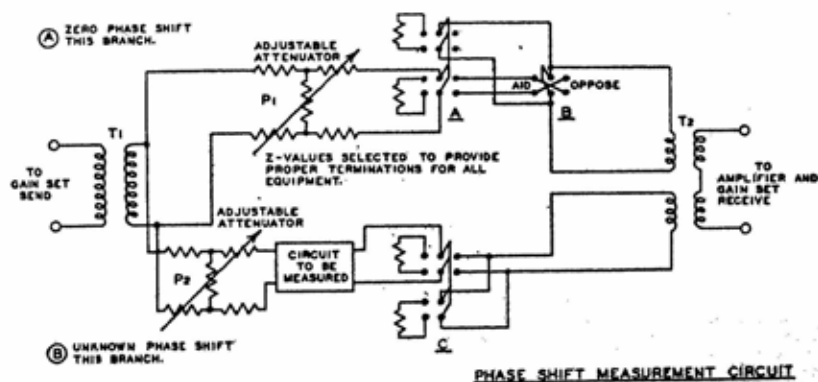 Ⓐ ZERO PHASE SHIFT
THIS BRANCH.
ADJUSTABLE
ATTENUATOR
P1
A
AID
OPPOSE
B
T1
T2
TO
GAIN SET
SEND
Z-VALUES SELECTED TO PROVIDE
PROPER TERMINATIONS FOR ALL
EQUIPMENT.
TO
AMPLIFIER AND
GAIN SET
RECEIVE
ADJUSTABLE
ATTENUATOR
P2
CIRCUIT
TO BE
MEASURED
C
Ⓑ UNKNOWN PHASE SHIFT
THIS BRANCH.
PHASE SHIFT MEASUREMENT CIRCUIT